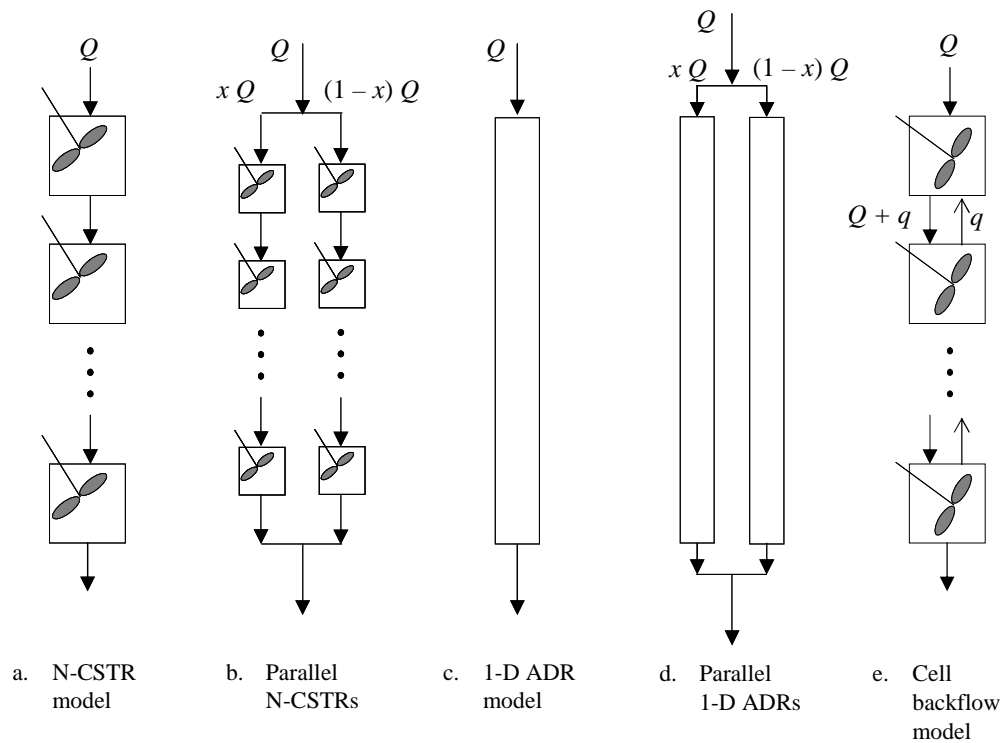 Q
x Q
(1 – x) Q
Q
Q
x Q
(1 – x) Q
Q
Q
Q + q
q
a. N-CSTR
model
b. Parallel
N-CSTRs
c. 1-D ADR
model
d. Parallel
1-D ADRs
e. Cell
backflow
model